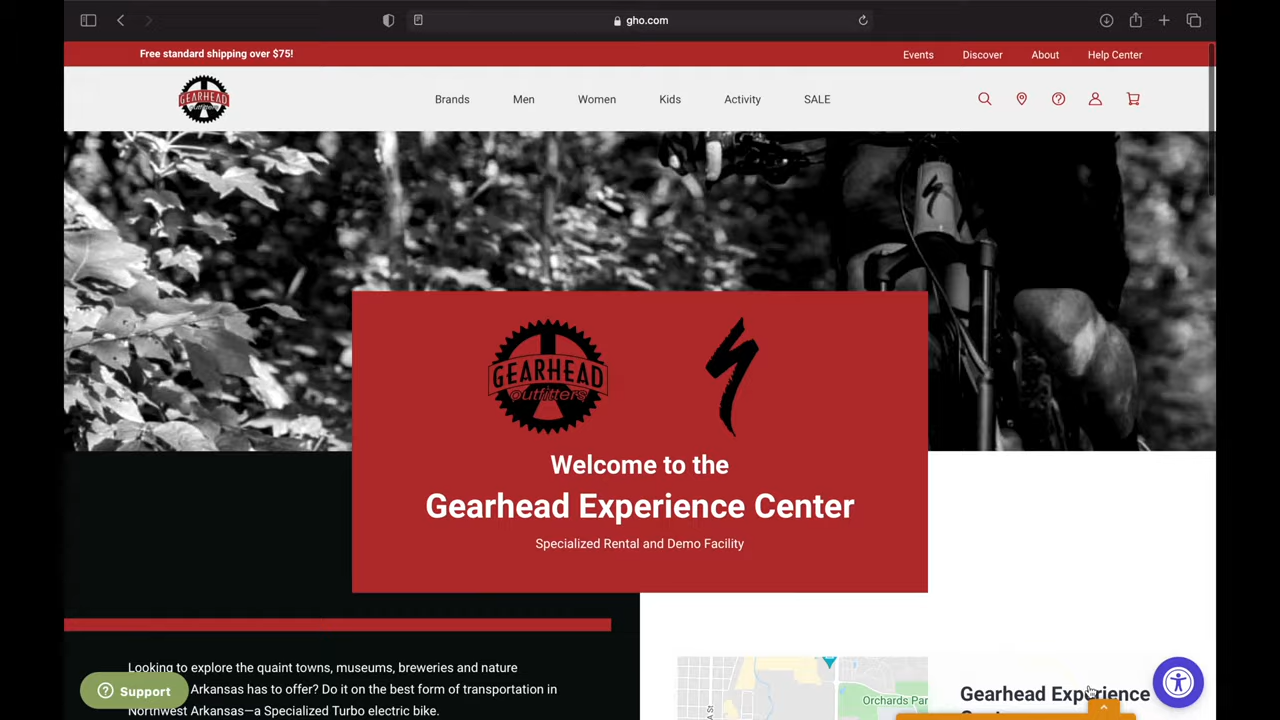 gho.com
Free standard shipping over $75!
Events Discover About Help Center
GEARHEAD
Brands Men Women Kids Activity SALE
GEARHEAD
outfitters
Welcome to the
Gearhead Experience Center
Specialized Rental and Demo Facility
Looking to explore the quaint towns, museums, breweries and nature
Arkansas has to offer? Do it on the best form of transportation in
Northwest Arkansas—a Specialized Turbo electric bike.
Support
Orchards Par
Gearhead Experience